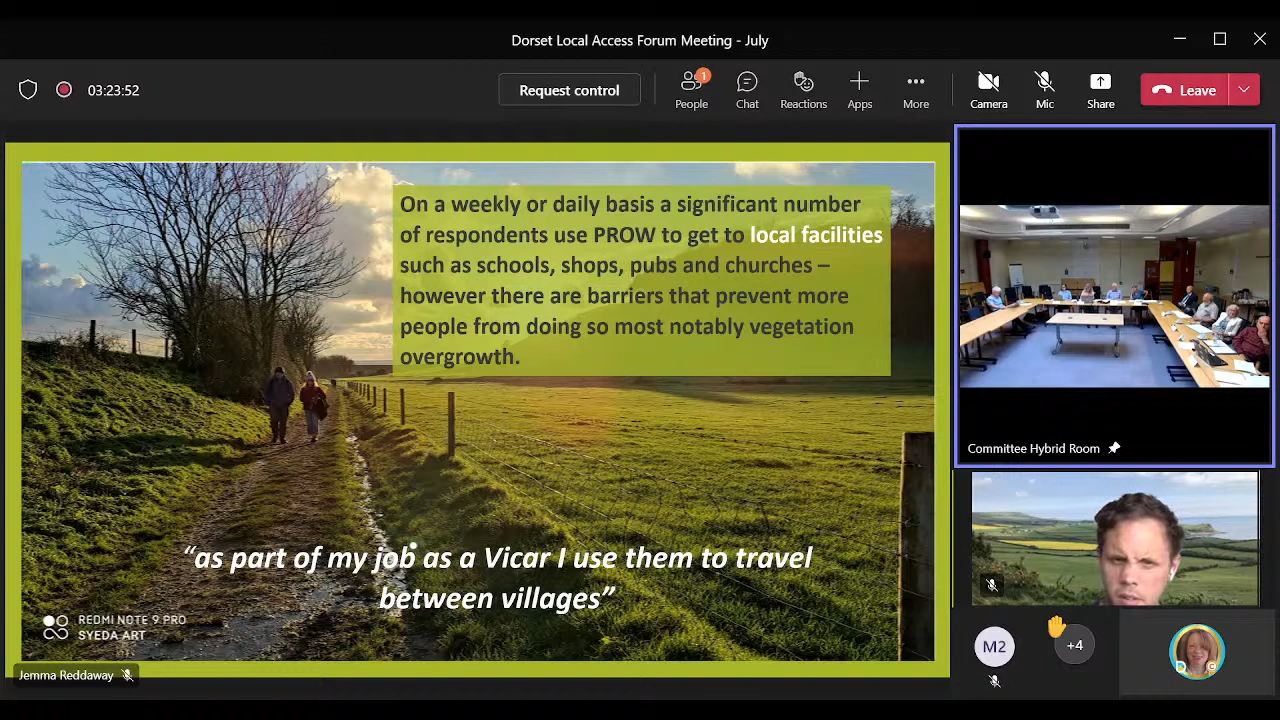 Dorset Local Access Forum Meeting - July
03:23:52
Request control
1
People
Chat
Reactions
Apps
More
Camera
Mic
Share
Leave
On a weekly or daily basis a significant number
of respondents use PROW to get to local facilities
such as schools, shops, pubs and churches –
however there are barriers that prevent more
people from doing so most notably vegetation
overgrowth.
“as part of my job as a Vicar I use them to travel
between villages”
REDMI NOTE 9 PRO
SYEDA ART
Jemma Reddaway
Committee Hybrid Room
M2
+4
D
C